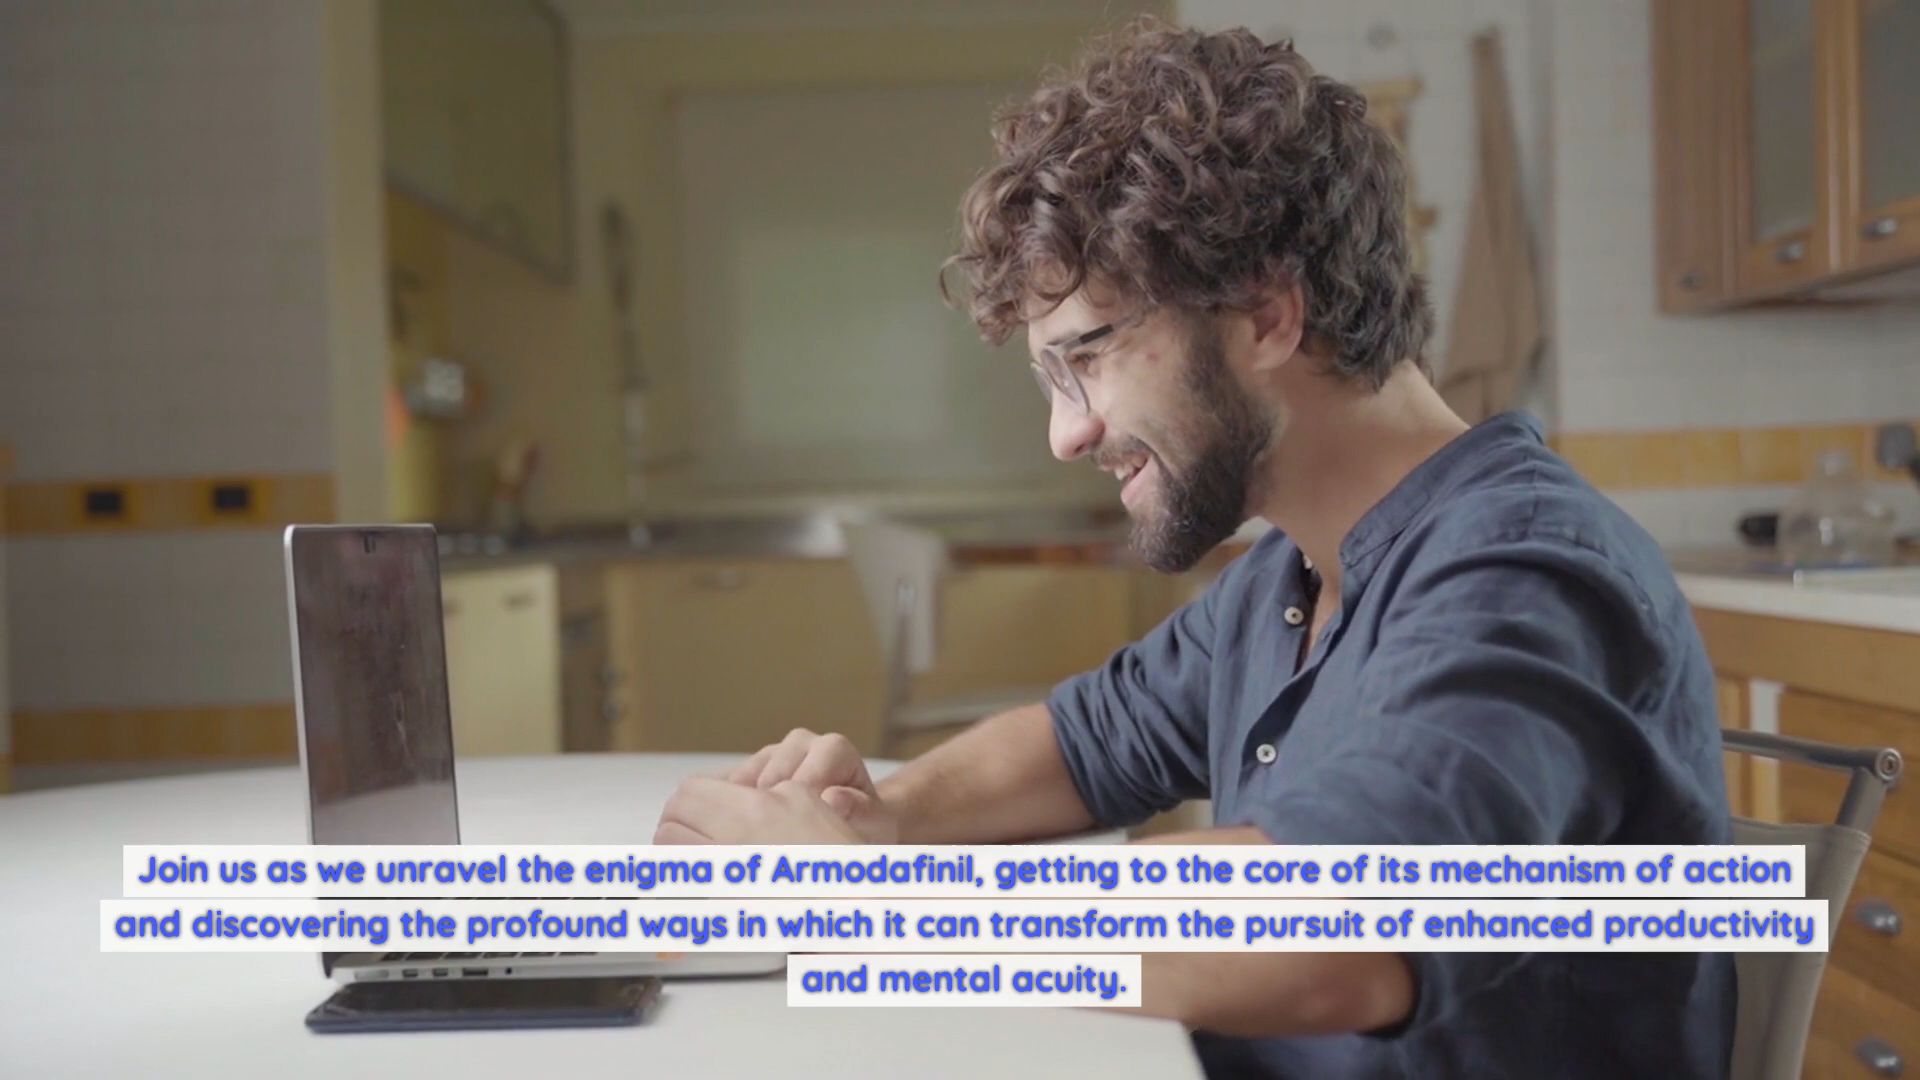 Join us as we unravel the enigma of Armodafinil, getting to the core of its mechanism of action
and discovering the profound ways in which it can transform the pursuit of enhanced productivity
and mental acuity.